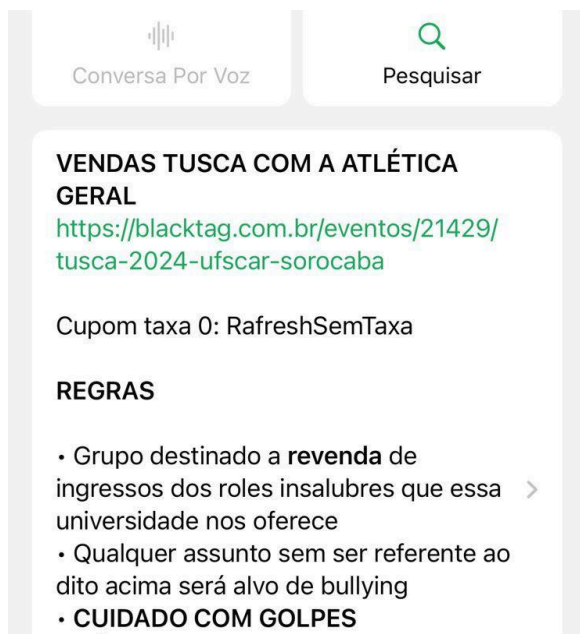 Conversa Por Voz
Pesquisar
VENDAS TUSCA COM A ATLÉTICA
GERAL
https://blacktag.com.br/eventos/21429/
tusca-2024-ufscar-sorocaba
Cupom taxa 0: RafreshSemTaxa
REGRAS
• Grupo destinado a revenda de
ingressos dos roles insalubres que essa
universidade nos oferece
• Qualquer assunto sem ser referente ao
dito acima será alvo de bullying
• CUIDADO COM GOLPES